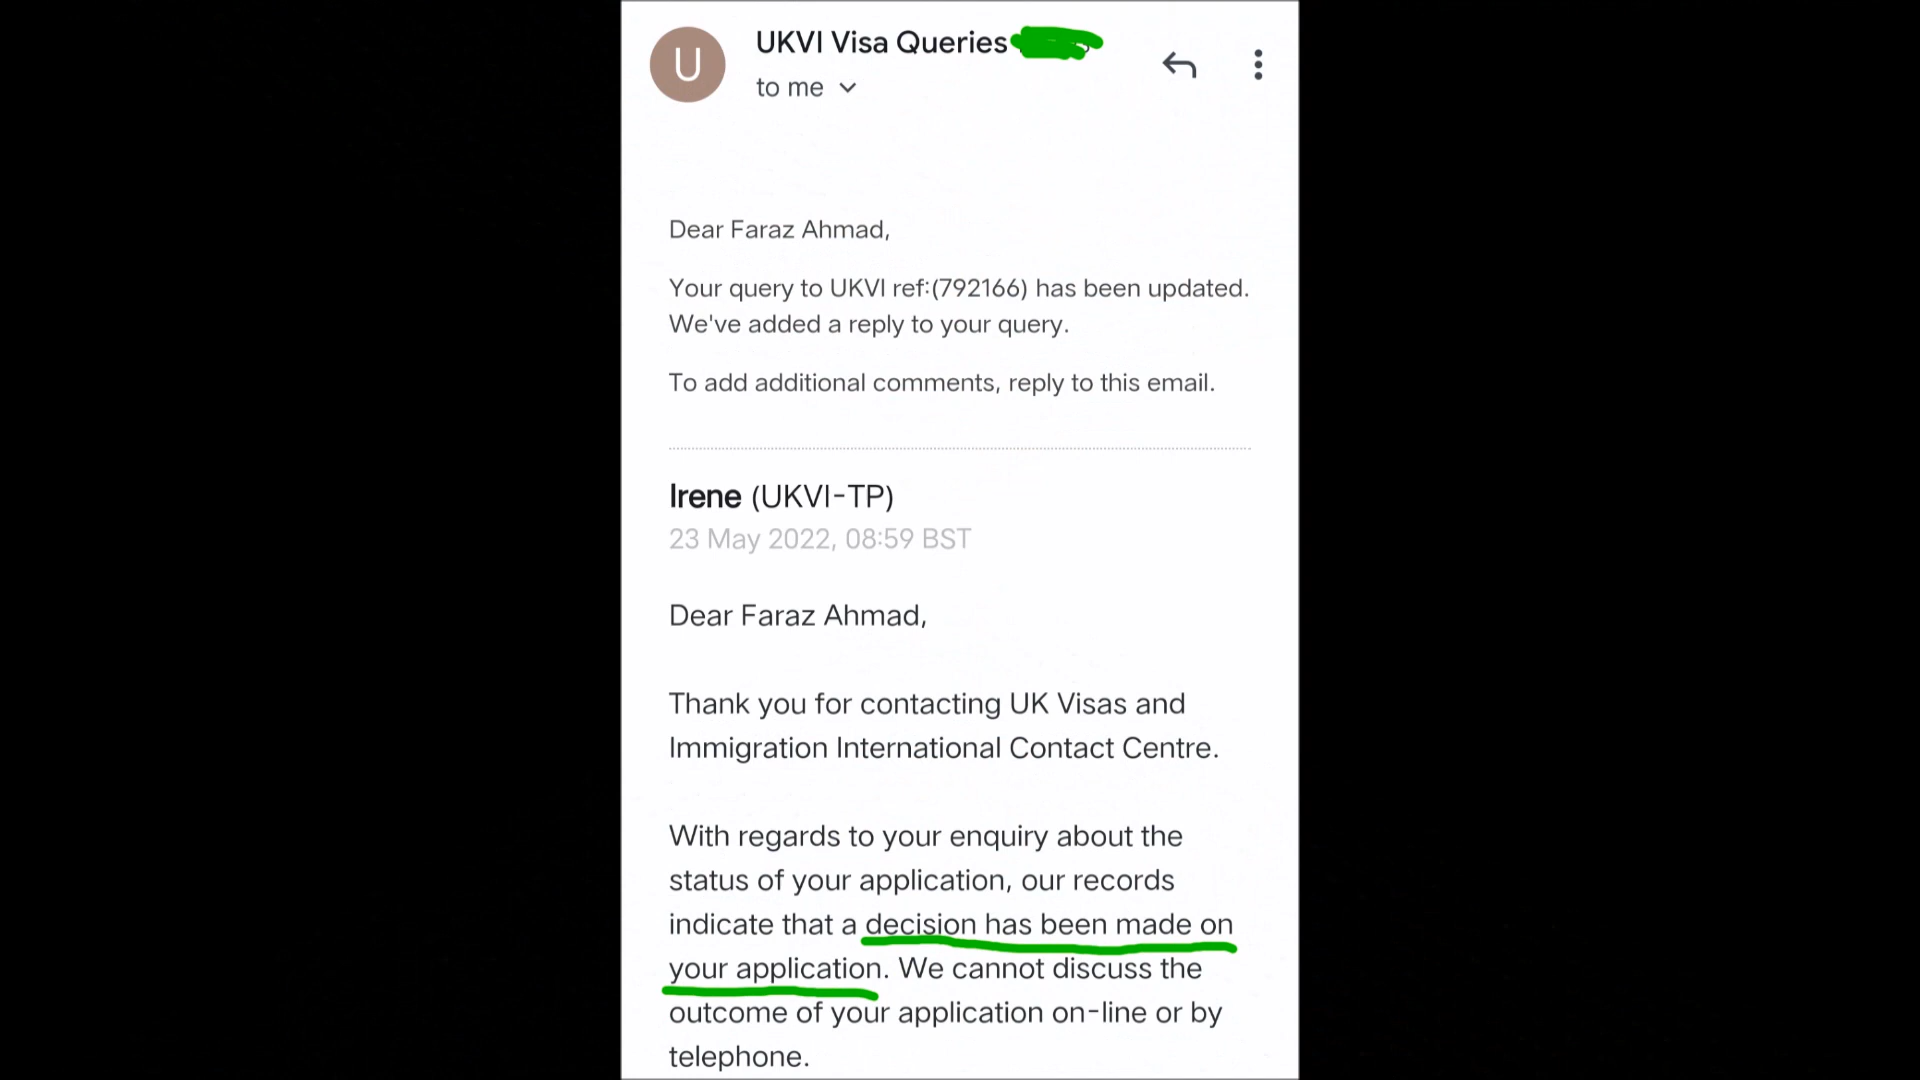 U
UKVI Visa Queries
to me
Dear Faraz Ahmad,
Your query to UKVI ref:(792166) has been updated.
We've added a reply to your query.
To add additional comments, reply to this email.
Irene (UKVI-TP)
23 May 2022, 08:59 BST
Dear Faraz Ahmad,
Thank you for contacting UK Visas and
Immigration International Contact Centre.
With regards to your enquiry about the
status of your application, our records
indicate that a decision has been made on
your application. We cannot discuss the
outcome of your application on-line or by
telephone.